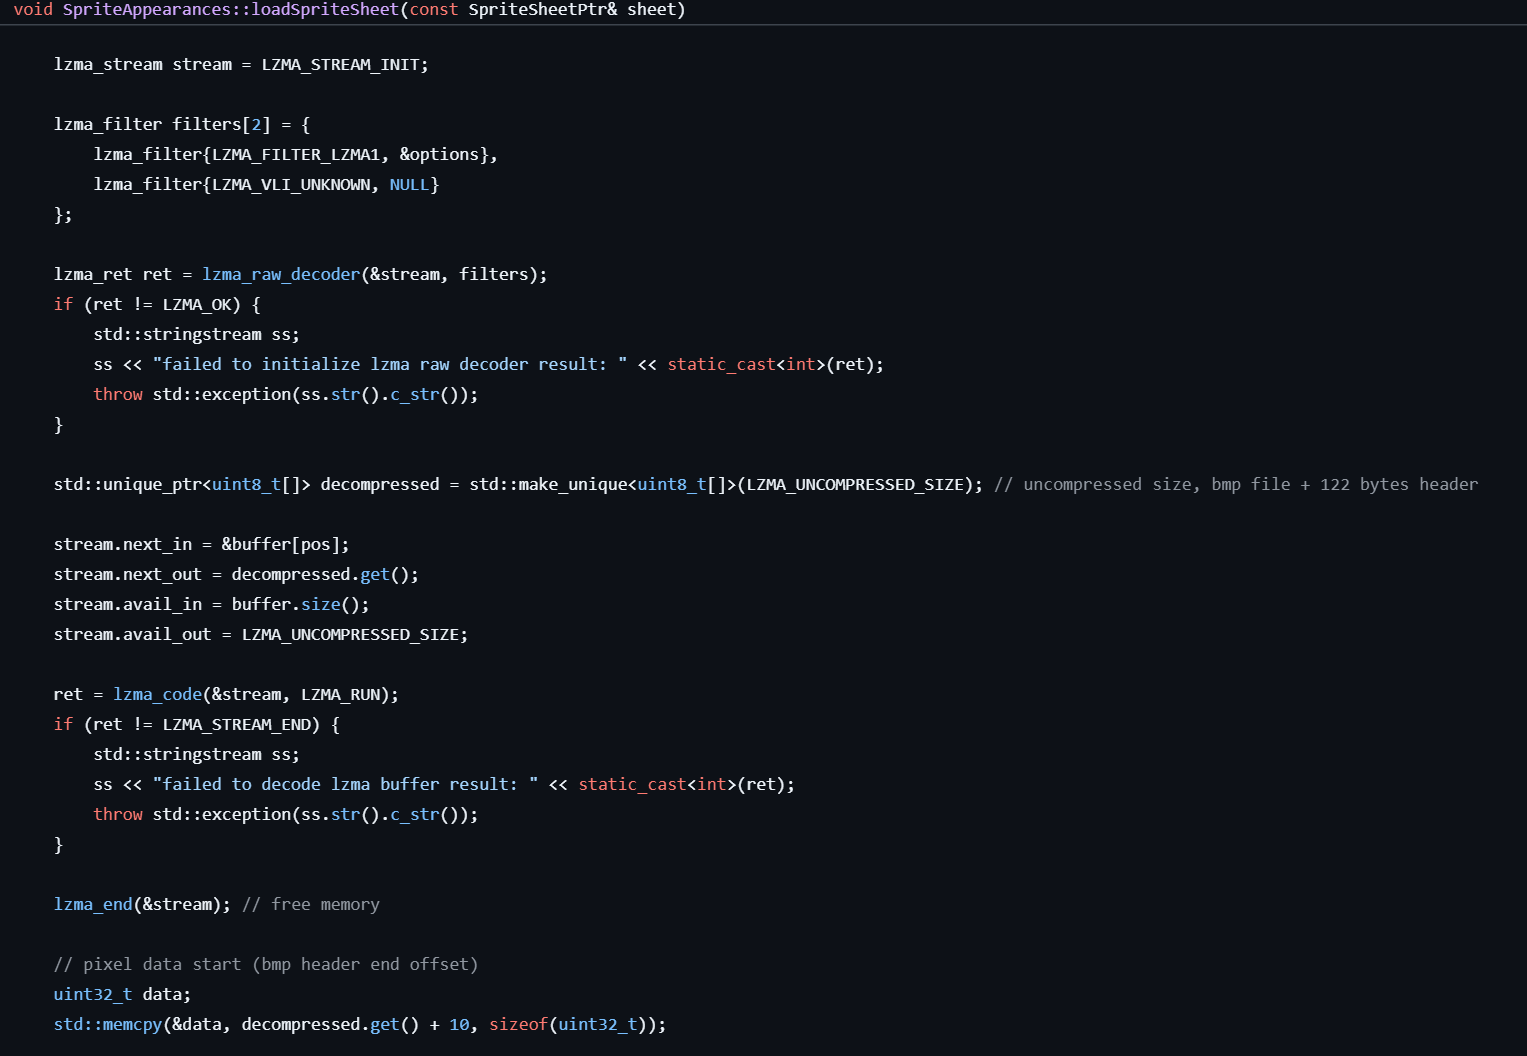 void SpriteAppearances::loadSpriteSheet(const SpriteSheetPtr& sheet)
lzma_stream stream = LZMA_STREAM_INIT;
lzma_filter filters[2] = {
lzma_filter{LZMA_FILTER_LZMA1, &options},
lzma_filter{LZMA_VLI_UNKNOWN, NULL}
};
lzma_ret ret = lzma_raw_decoder(&stream, filters);
if (ret != LZMA_OK) {
std::stringstream ss;
ss << "failed to initialize lzma raw decoder result: " << static_cast<int>(ret);
throw std::exception(ss.str().c_str());
}
std::unique_ptr<uint8_t[]> decompressed = std::make_unique<uint8_t[]>(LZMA_UNCOMPRESSED_SIZE); // uncompressed size, bmp file + 122 bytes header
stream.next_in = &buffer[pos];
stream.next_out = decompressed.get();
stream.avail_in = buffer.size();
stream.avail_out = LZMA_UNCOMPRESSED_SIZE;
ret = lzma_code(&stream, LZMA_RUN);
if (ret != LZMA_STREAM_END) {
std::stringstream ss;
ss << "failed to decode lzma buffer result: " << static_cast<int>(ret);
throw std::exception(ss.str().c_str());
}
lzma_end(&stream); // free memory
// pixel data start (bmp header end offset)
uint32_t data;
std::memcpy(&data, decompressed.get() + 10, sizeof(uint32_t));